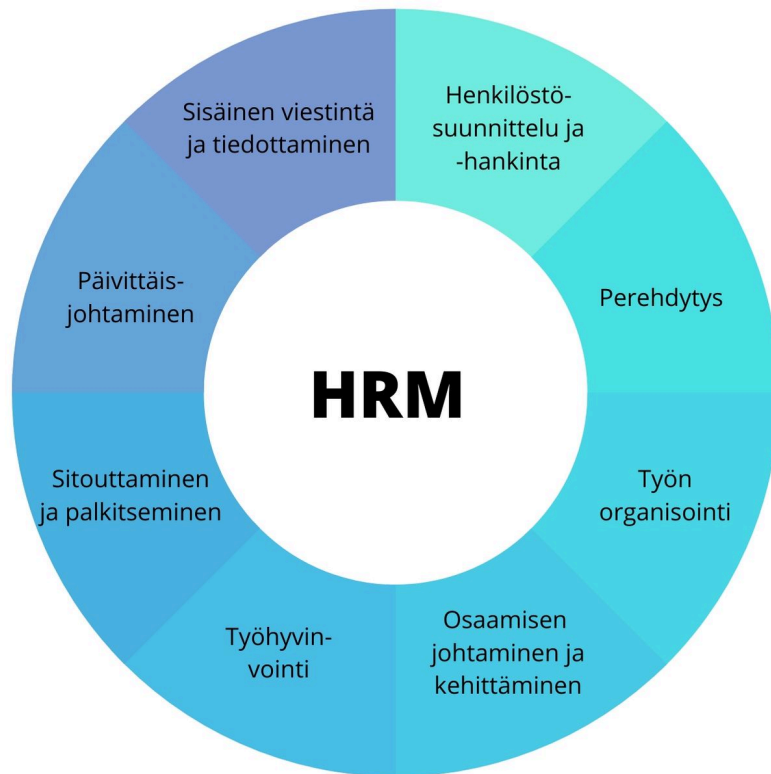 Henkilöstö-
suunnittelu ja
-hankinta
Perehdytys
Työn
organisointi
Osaamisen
johtaminen ja
kehittäminen
Työhyvin-
vointi
Sitouttaminen
ja palkitseminen
Päivittäis-
johtaminen
Sisäinen viestintä
ja tiedottaminen
HRM